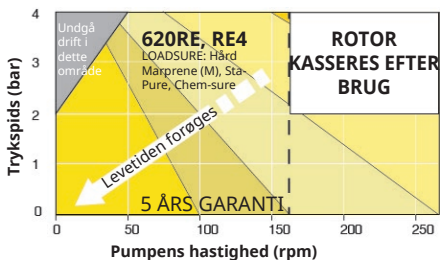 4
3
2
1
0
Trykspids (bar)
Undgå
drift i
dette
område
620RE, RE4
LOADSURE: Hård
Marprene (M), Sta-
Pure, Chem-sure
ROTOR
KASSERES EFTER
BRUG
Levetiden forøges
5 ÅRS GARANTI
0 50 100 150 200 250
Pumpens hastighed (rpm)